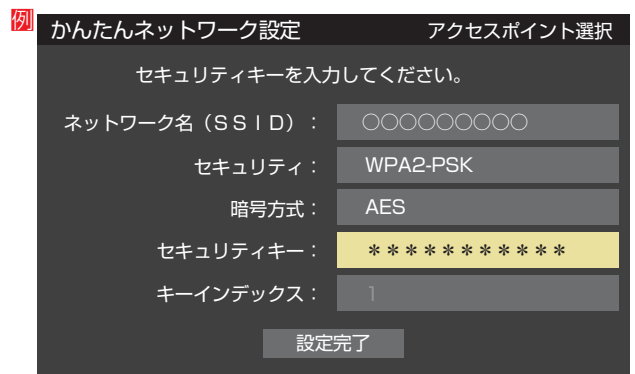 例
かんたんネットワーク設定 アクセスポイント選択
セキュリティキーを入力してください。
ネットワーク名（ＳＳＩＤ）： ○○○○○○○○○
セキュリティ： WPA2-PSK
暗号方式： AES
セキュリティキー： ＊＊＊＊＊＊＊＊＊＊＊
キーインデックス： 1
設定完了